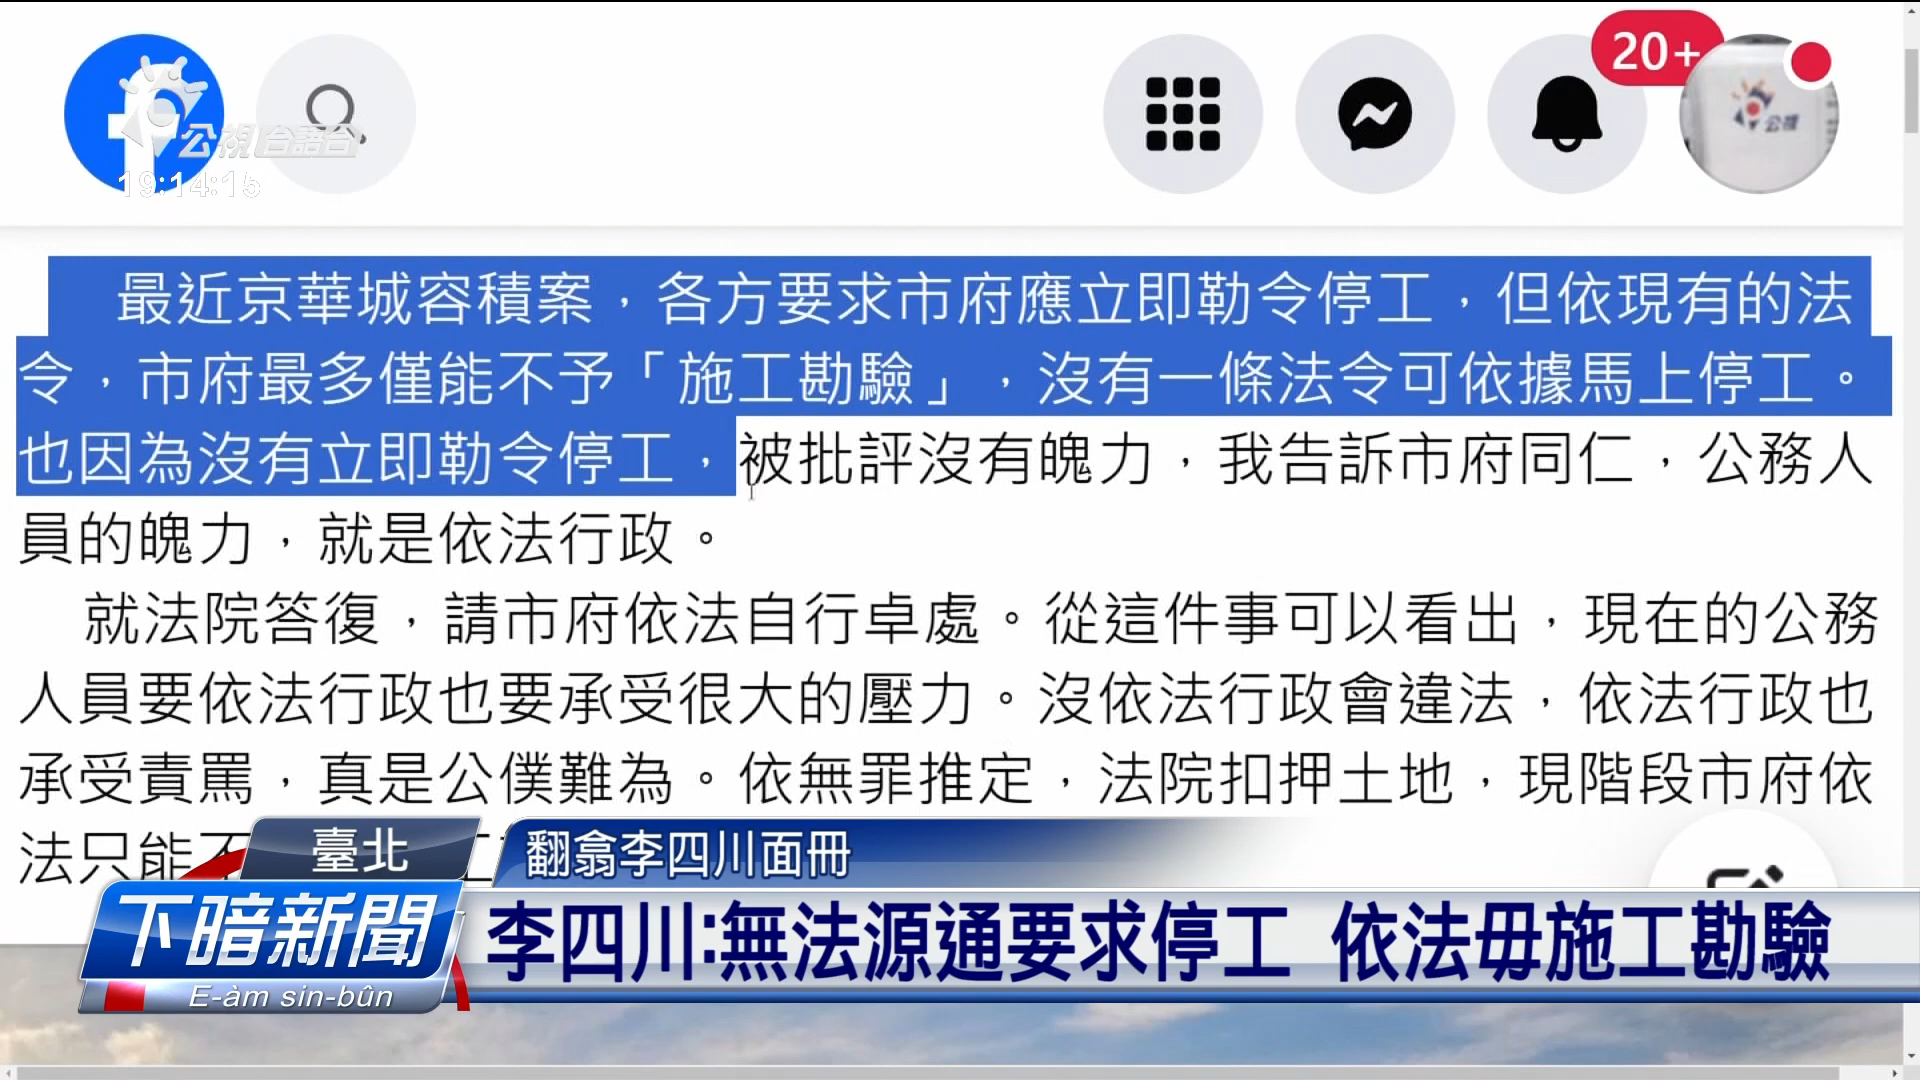 公視台語台
19:14:15
20+
公視
最近京華城容積案，各方要求市府應立即勒令停工，但依現有的法
令，市府最多僅能不予「施工勘驗」，沒有一條法令可依據馬上停工。
也因為沒有立即勒令停工，被批評沒有魄力，我告訴市府同仁，公務人
員的魄力，就是依法行政。
就法院答復，請市府依法自行卓處。從這件事可以看出，現在的公務
人員要依法行政也要承受很大的壓力。沒依法行政會違法，依法行政也
承受責罵，真是公僕難為。依無罪推定，法院扣押土地，現階段市府依
法只能不
臺北
翻翕李四川面冊
下暗新聞
李四川:無法源通要求停工 依法毋施工勘驗
E-àm sin-bûn